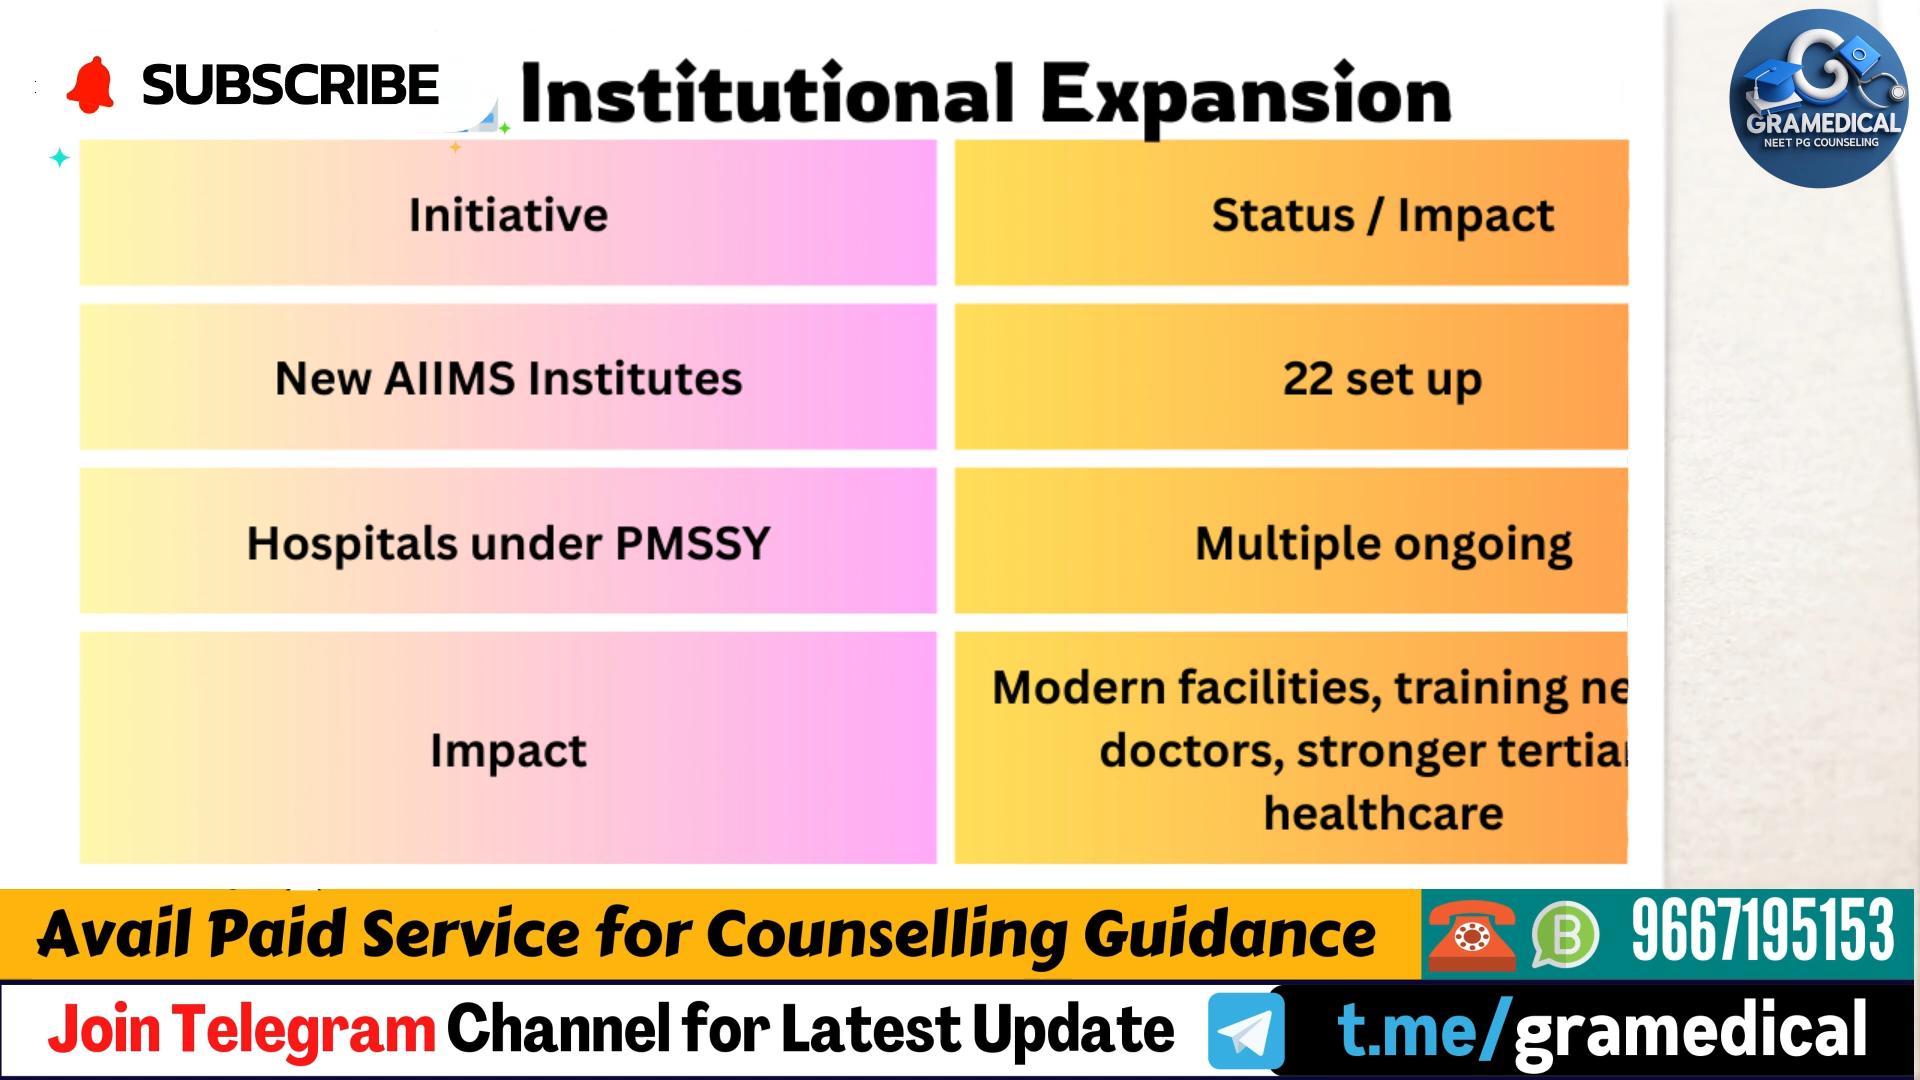 SUBSCRIBE
Institutional Expansion
GRAMEDICAL
NEET PG COUNSELING
Initiative
Status / Impact
New AIIMS Institutes
22 set up
Hospitals under PMSSY
Multiple ongoing
Impact
Modern facilities, training
doctors, stronger
healthcare
Avail Paid Service for Counselling Guidance
9667195153
Join Telegram Channel for Latest Update
t.me/gramedical